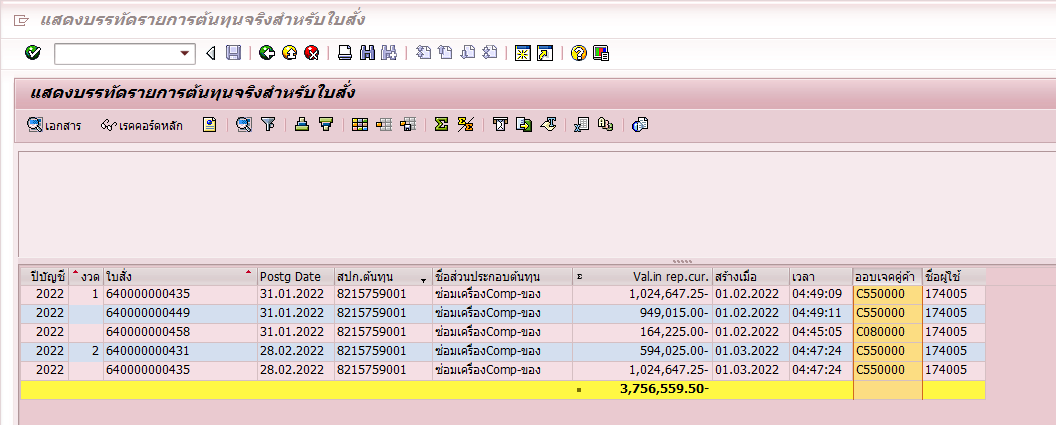 แสดงบรรทัดรายการต้นทุนจริงสำหรับใบสั่ง
แสดงบรรทัดรายการต้นทุนจริงสำหรับใบสั่ง
เอกสาร เรคคอร์ดหลัก
ปีบัญชี งวด ใบสั่ง Postg Date สปก.ต้นทุน ชื่อส่วนประกอบต้นทุน Σ Val.in rep.cur. สร้างเมื่อ เวลา ออบเจคคู่ค้า ชื่อผู้ใช้
2022 1 640000000435 31.01.2022 8215759001 ซ่อมเครื่องComp-ของ 1,024,647.25- 01.02.2022 04:49:09 C550000 174005
2022 640000000449 31.01.2022 8215759001 ซ่อมเครื่องComp-ของ 949,015.00- 01.02.2022 04:49:11 C550000 174005
2022 640000000458 31.01.2022 8215759001 ซ่อมเครื่องComp-ของ 164,225.00- 01.02.2022 04:45:05 C080000 174005
2022 2 640000000431 28.02.2022 8215759001 ซ่อมเครื่องComp-ของ 594,025.00- 01.03.2022 04:47:24 C550000 174005
2022 640000000435 28.02.2022 8215759001 ซ่อมเครื่องComp-ของ 1,024,647.25- 01.03.2022 04:47:24 C550000 174005
3,756,559.50-